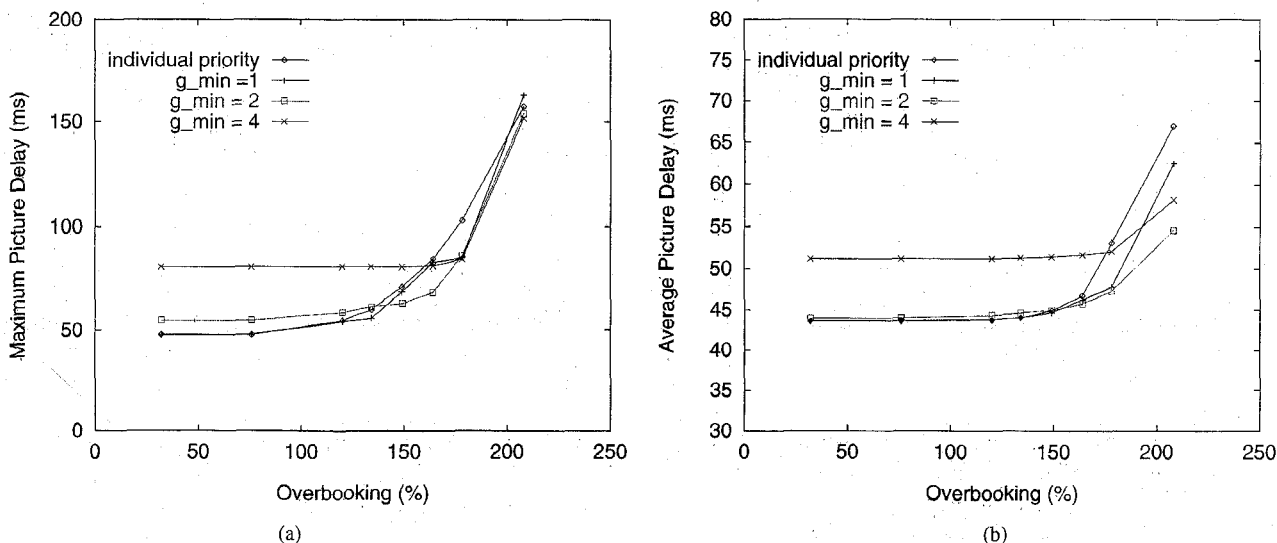 200
150
100
50
0
Maximum Picture Delay (ms)
individual priority
g_min =1
g_min = 2
g_min = 4
0 50 100 150 200 250
Overbooking (%)
(a)
80
75
70
65
60
55
50
45
40
35
30
Average Picture Delay (ms)
individual priority
g_min = 1
g_min = 2
g_min = 4
0 50 100 150 200 250
Overbooking (%)
(b)